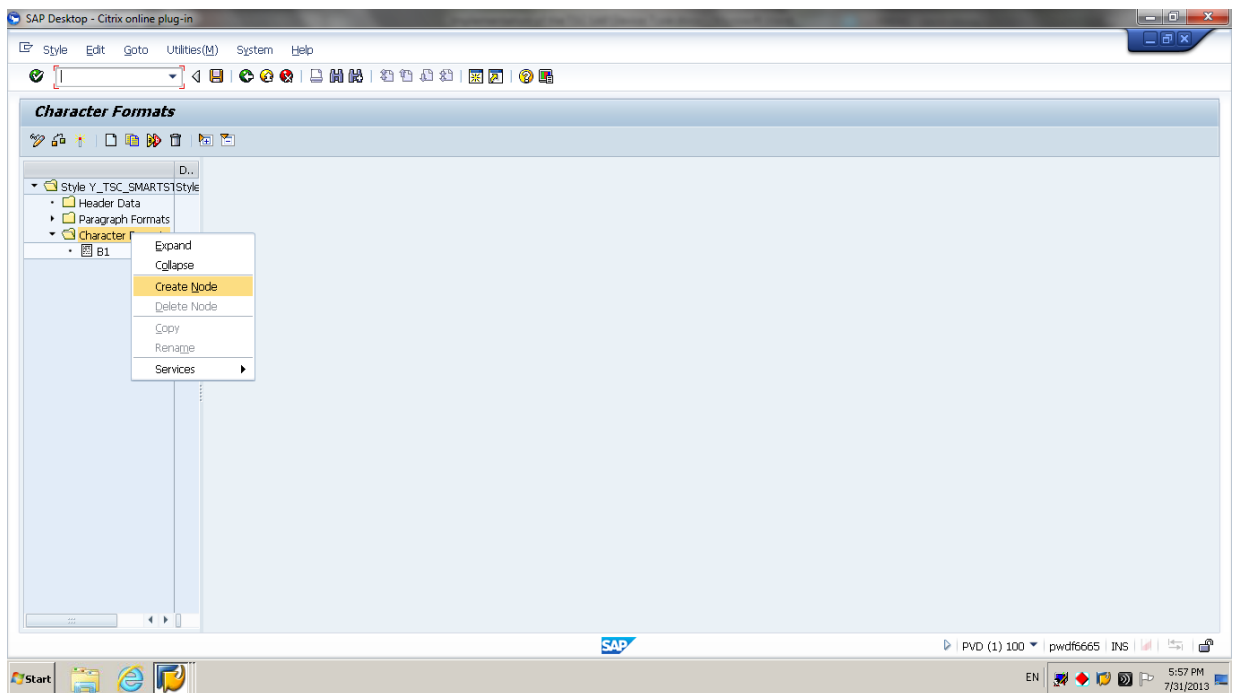 SAP Desktop - Citrix online plug-in
Style Edit Goto Utilities(M) System Help
Character Formats
D..
Style Y_TSC_SMARTST Style
Header Data
Paragraph Formats
Character F
B1
Expand
Collapse
Create Node
Delete Node
Copy
Rename
Services
SAP
PVD (1) 100 pwdf6665 INS
Start
EN
5:57 PM
7/31/2013